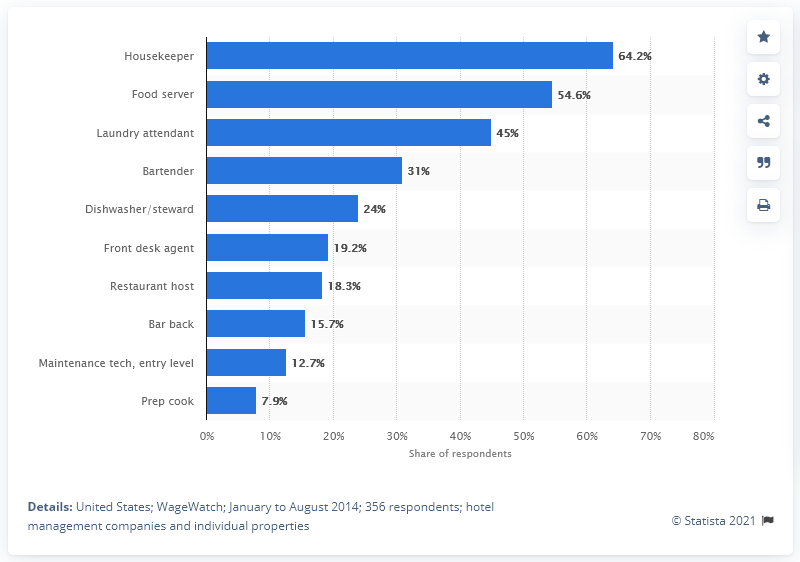 Housekeeper 64.2%
Food server 54.6%
Laundry attendant 45%
Bartender 31%
Dishwasher/steward 24%
Front desk agent 19.2%
Restaurant host 18.3%
Bar back 15.7%
Maintenance tech, entry level 12.7%
Prep cook 7.9%
0% 10% 20% 30% 40% 50% 60% 70% 80%
Share of respondents
Details: United States; WageWatch; January to August 2014; 356 respondents; hotel
management companies and individual properties
© Statista 2021